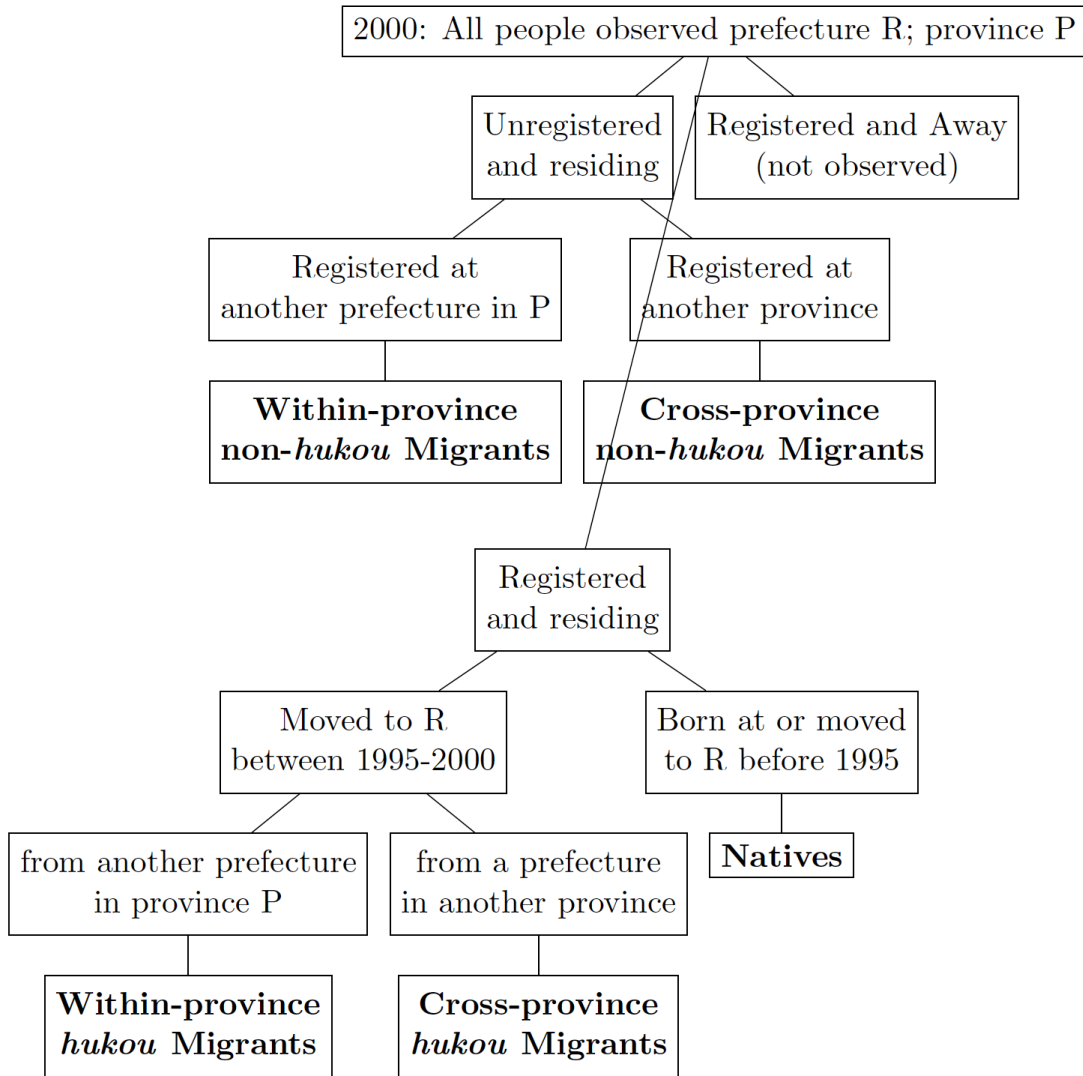 2000: All people observed prefecture R; province P
Unregistered
and residing
Registered and Away
(not observed)
Registered at
another prefecture in P
Registered at
another province
Within-province
non-hukou Migrants
Cross-province
non-hukou Migrants
Registered
and residing
Moved to R
between 1995-2000
Born at or moved
to R before 1995
from another prefecture
in province P
from a prefecture
in another province
Natives
Within-province
hukou Migrants
Cross-province
hukou Migrants